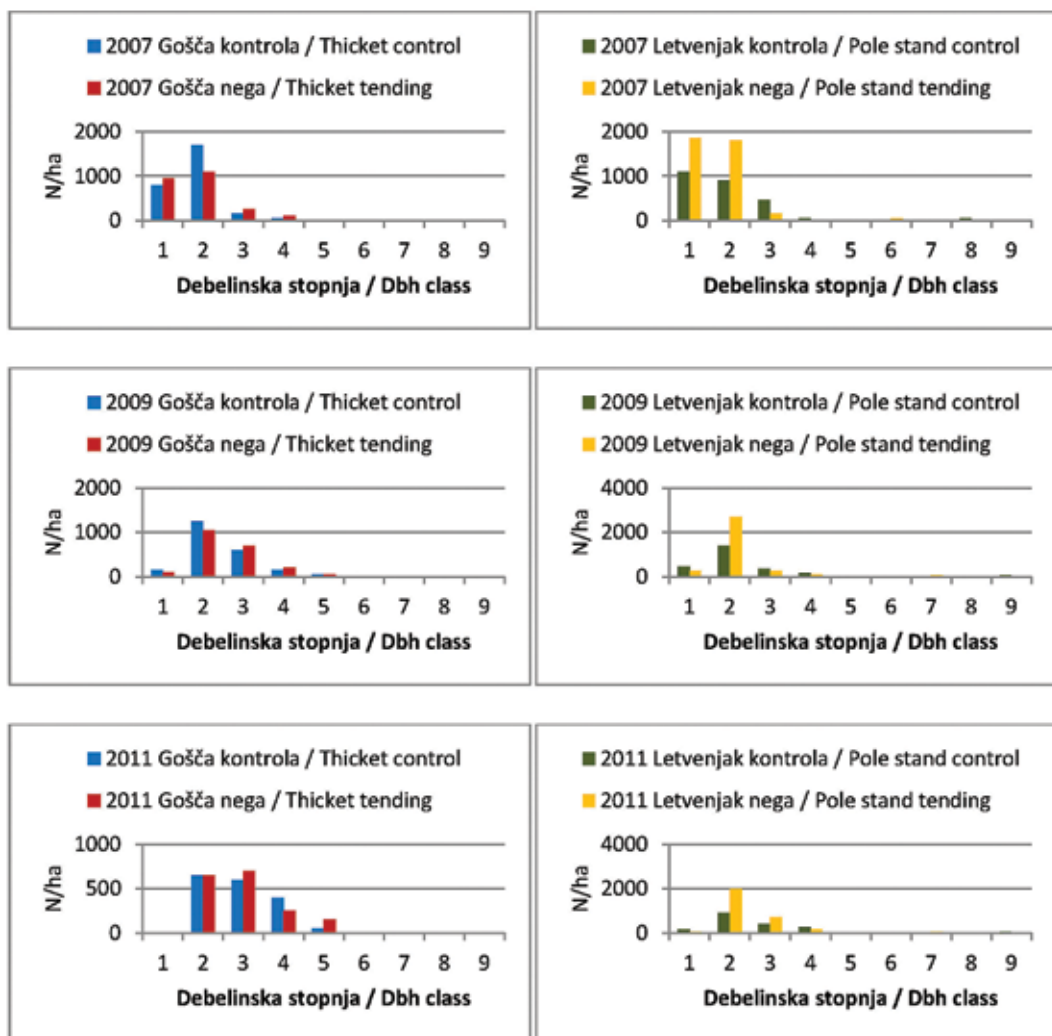 2007 Gošča kontrola / Thicket control
2007 Gošča nega / Thicket tending
2000
1000
0
N/ha
1 2 3 4 5 6 7 8 9
Debelinska stopnja / Dbh class
2007 Letvenjak kontrola / Pole stand control
2007 Letvenjak nega / Pole stand tending
2000
1000
0
N/ha
1 2 3 4 5 6 7 8 9
Debelinska stopnja / Dbh class
2009 Gošča kontrola / Thicket control
2009 Gošča nega / Thicket tending
2000
1000
0
N/ha
1 2 3 4 5 6 7 8 9
Debelinska stopnja / Dbh class
2009 Letvenjak kontrola / Pole stand control
2009 Letvenjak nega / Pole stand tending
4000
2000
0
N/ha
1 2 3 4 5 6 7 8 9
Debelinska stopnja / Dbh class
2011 Gošča kontrola / Thicket control
2011 Gošča nega / Thicket tending
1000
500
0
N/ha
1 2 3 4 5 6 7 8 9
Debelinska stopnja / Dbh class
2011 Letvenjak kontrola / Pole stand control
2011 Letvenjak nega / Pole stand tending
4000
2000
0
N/ha
1 2 3 4 5 6 7 8 9
Debelinska stopnja / Dbh class